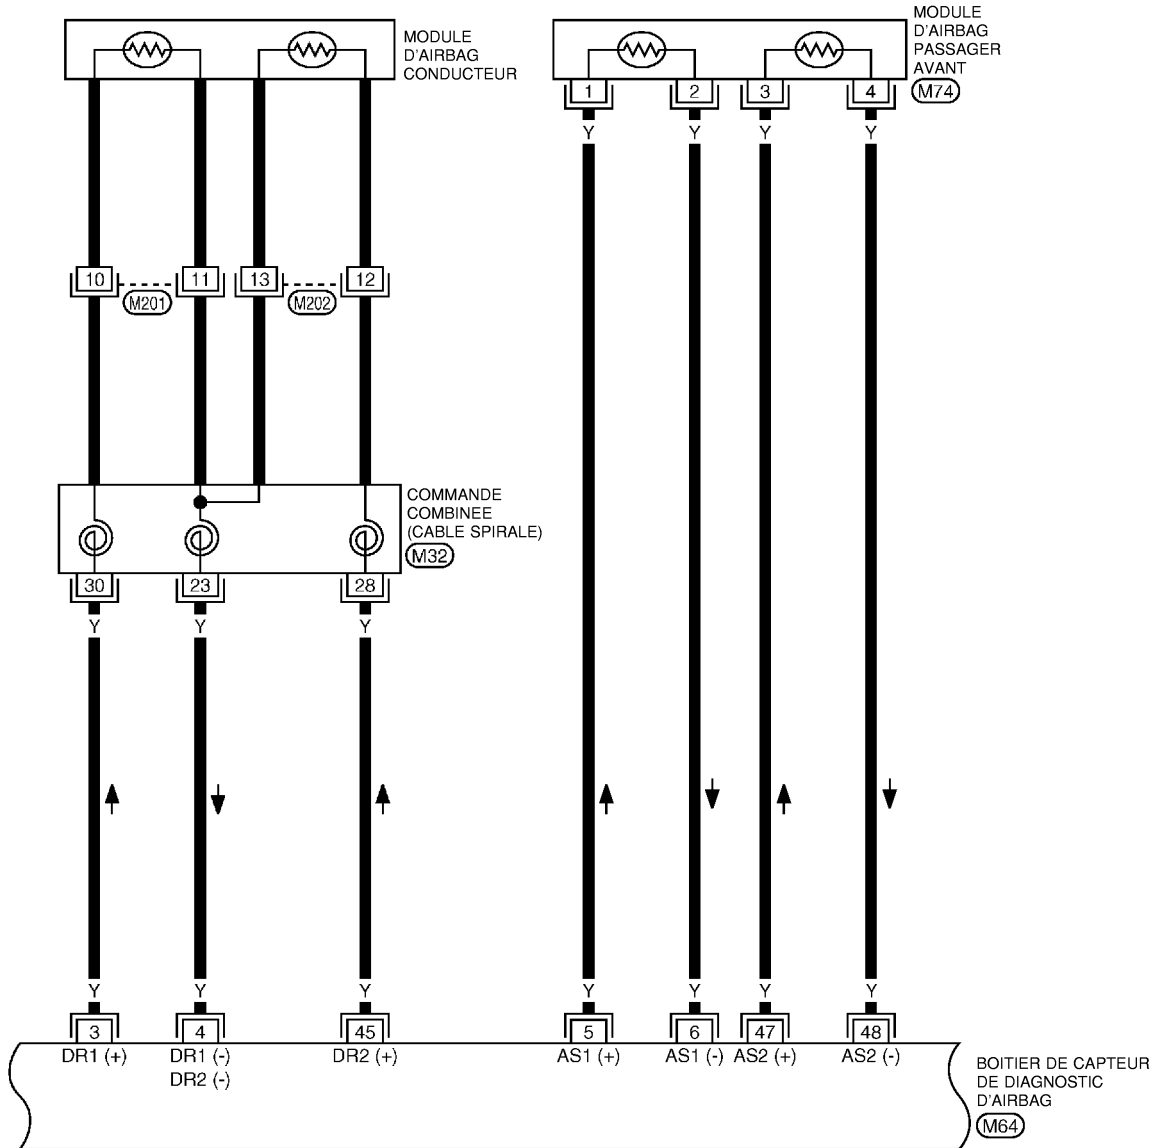 MODULE
D'AIRBAG
CONDUCTEUR
MODULE
D'AIRBAG
PASSAGER
AVANT
M74
1 2 3 4
Y Y Y Y
10 11 13 12
M201 M202
COMMANDE
COMBINEE
(CABLE SPIRALE)
M32
30 23 28
Y Y Y
Y Y Y Y Y Y Y
3 4 45 5 6 47 48
DR1 (+) DR1 (-) DR2 (+) AS1 (+) AS1 (-) AS2 (+) AS2 (-)
DR2 (-)
BOITIER DE CAPTEUR
DE DIAGNOSTIC
D'AIRBAG
M64